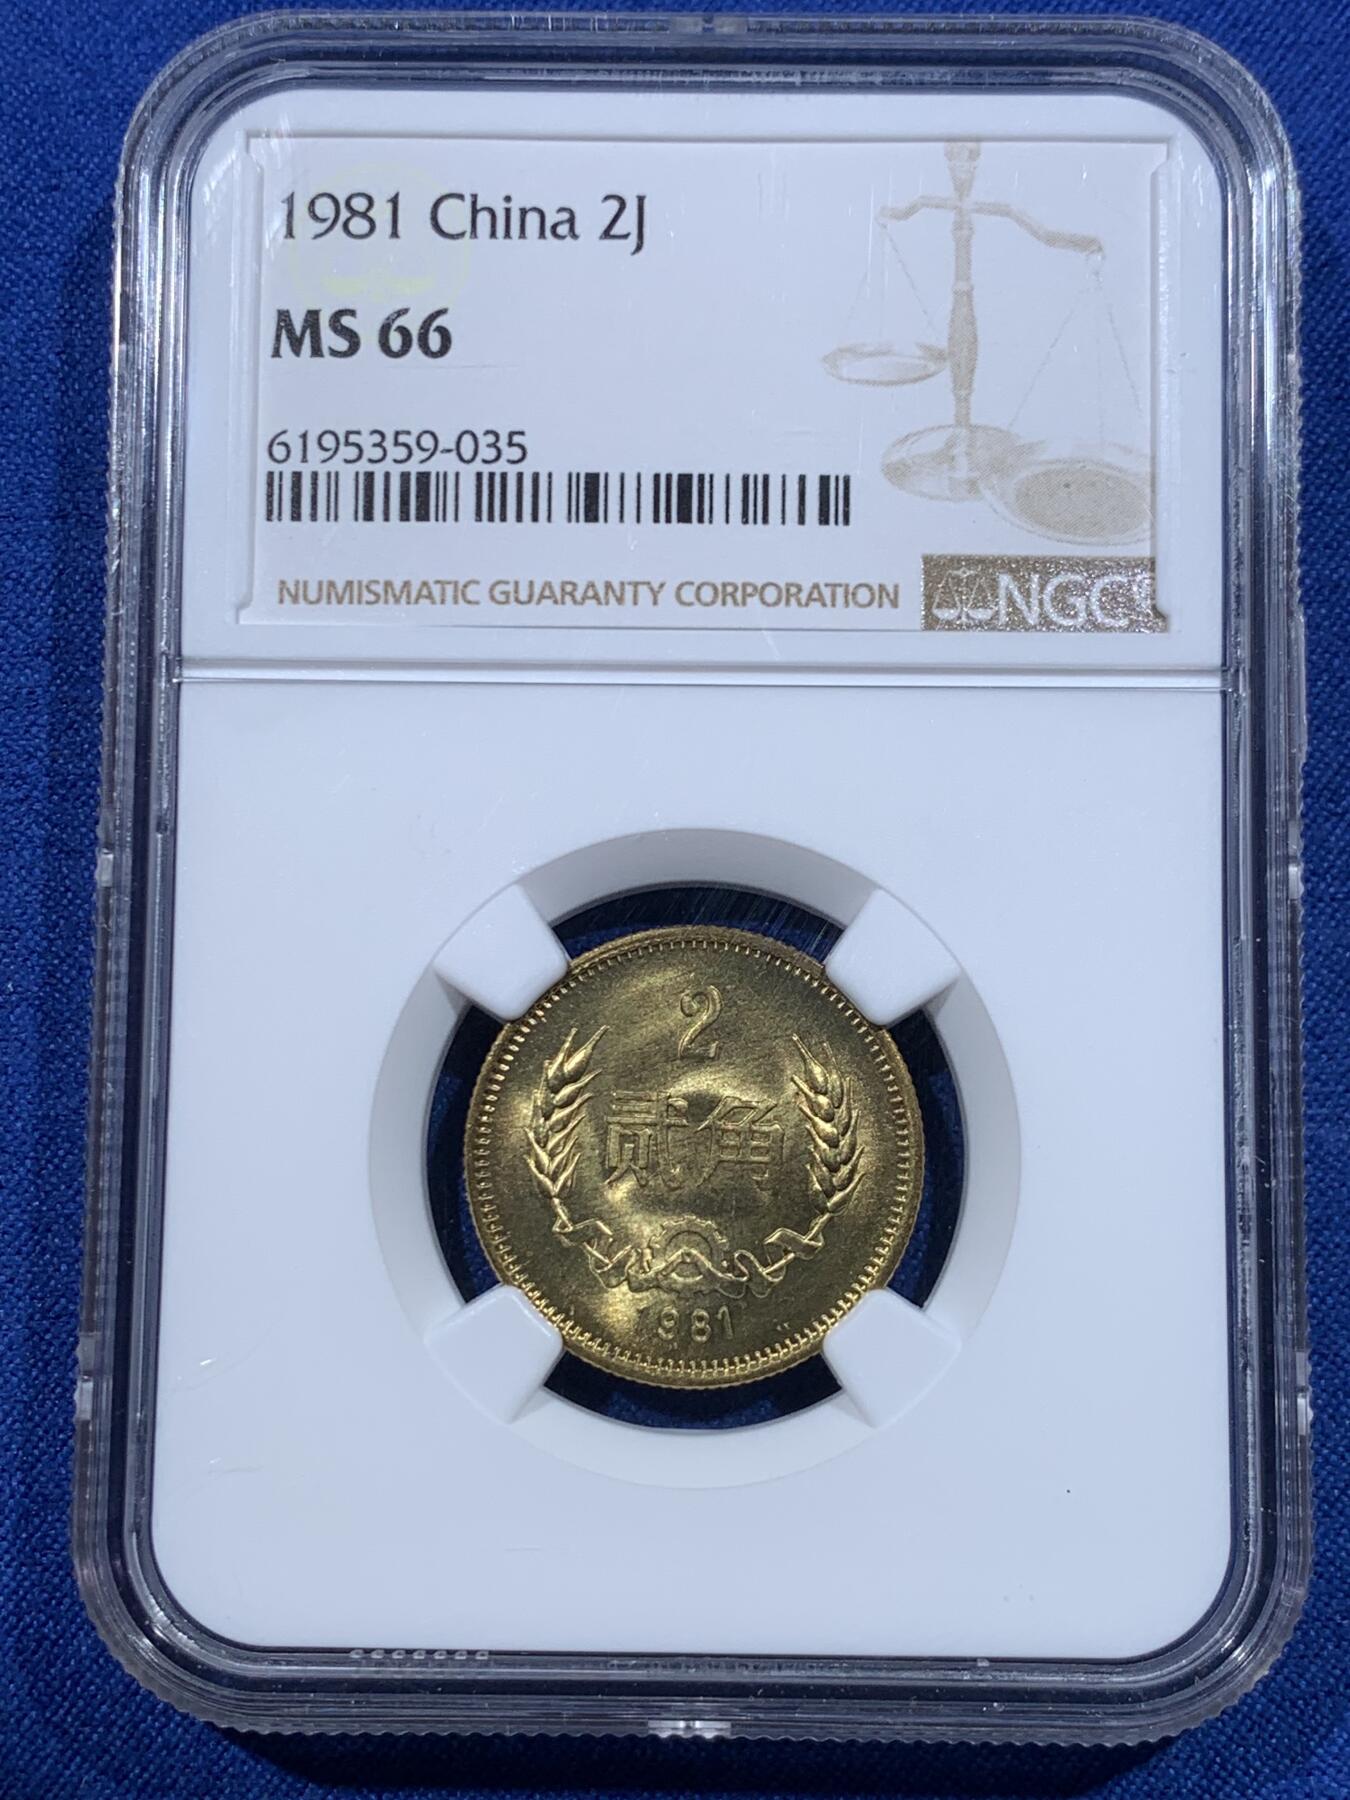 1981 China 2J
MS 66
6195359-035
NUMISMATIC GUARANTY CORPORATION
NGC
2
贰角
1981